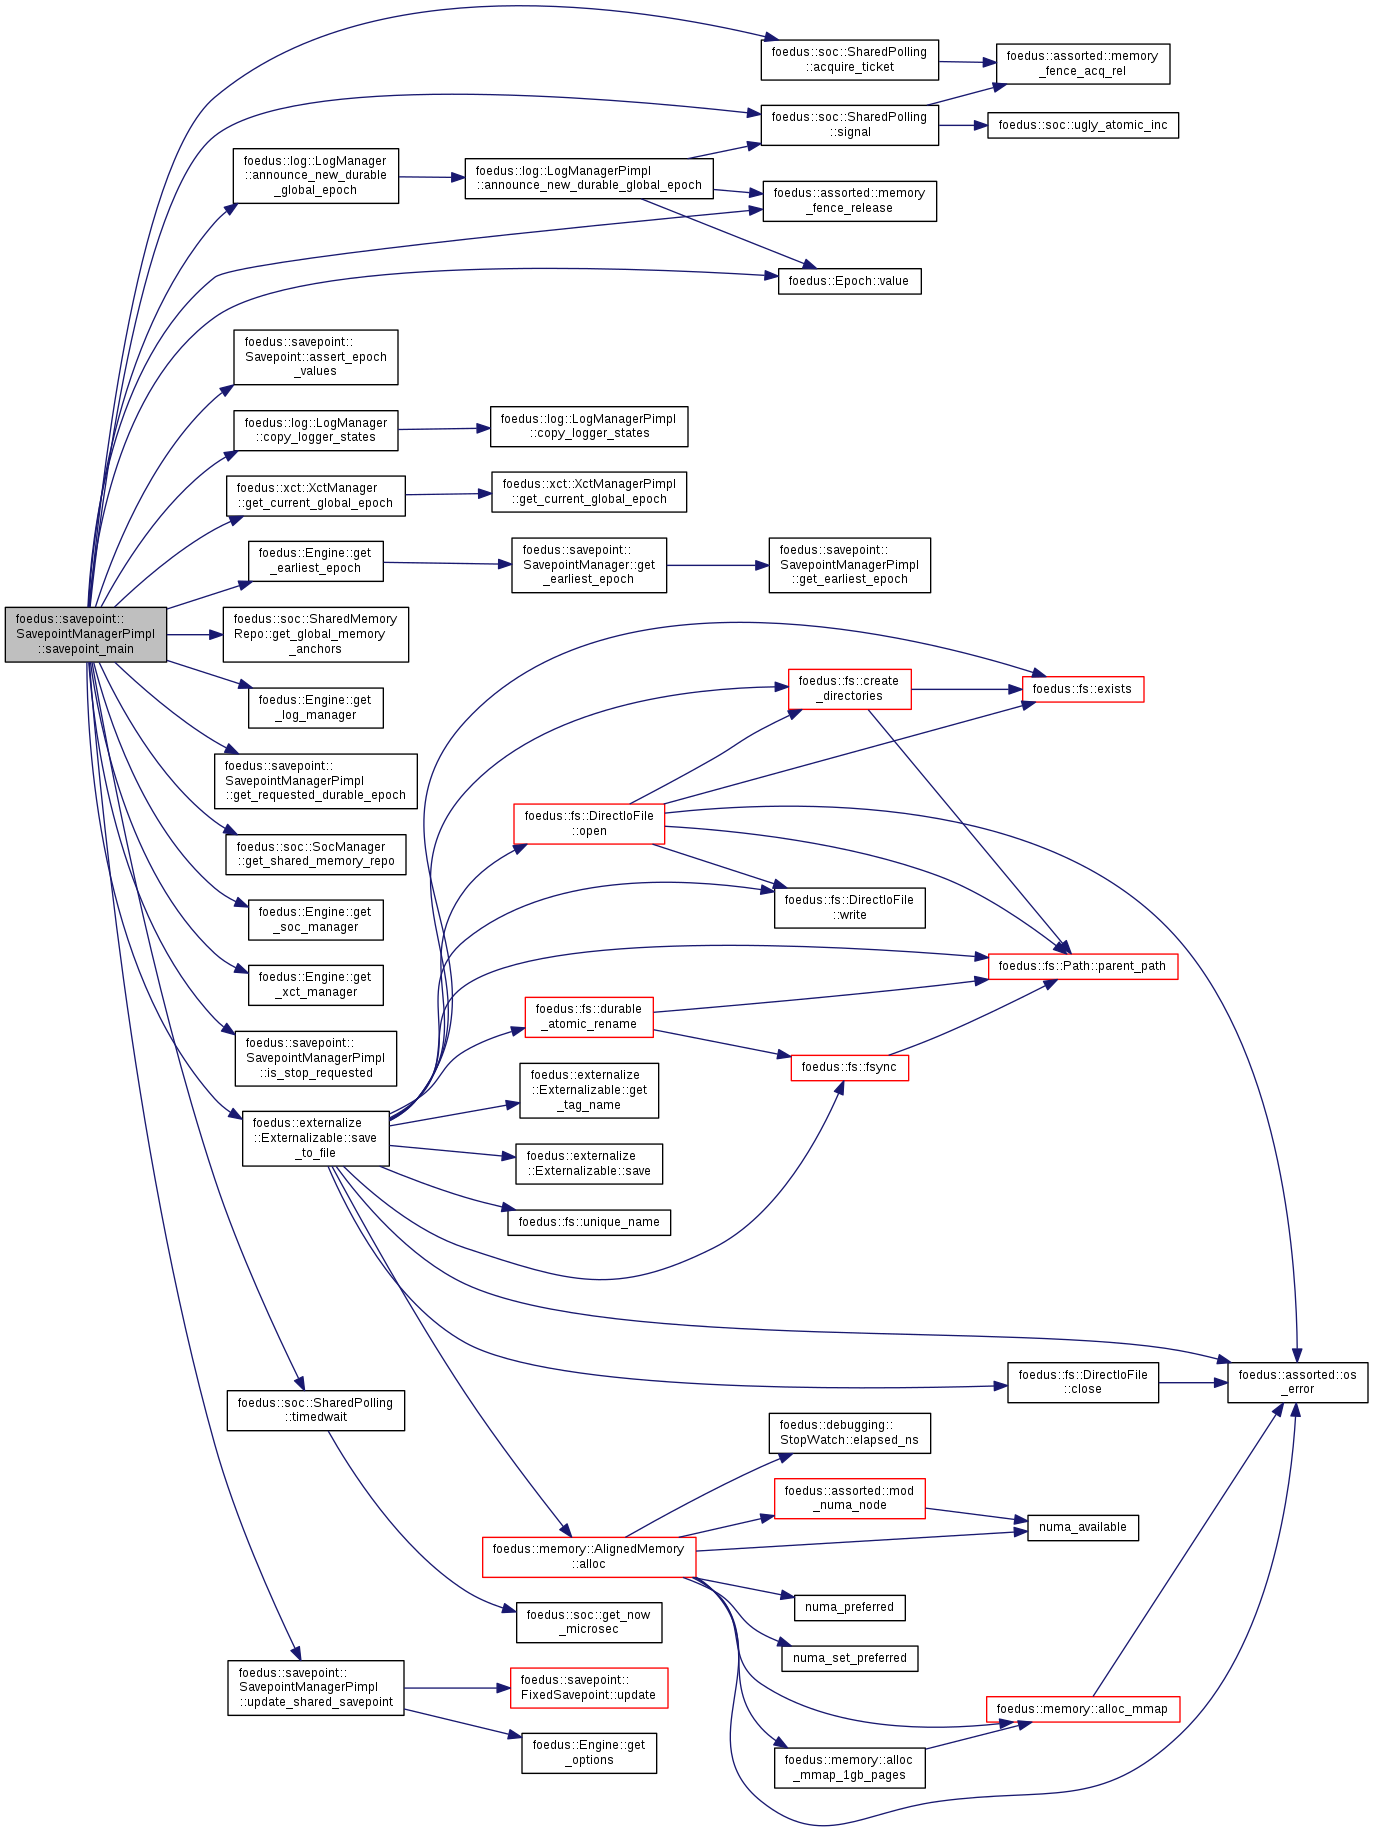 foedus::savepoint::
SavepointManagerPimpl
::savepoint_main
foedus::soc::SharedPolling
::acquire_ticket
foedus::assorted::memory
_fence_acq_rel
foedus::soc::SharedPolling
::signal
foedus::soc::ugly_atomic_inc
foedus::log::LogManager
::announce_new_durable
_global_epoch
foedus::log::LogManagerPimpl
::announce_new_durable_global_epoch
foedus::assorted::memory
_fence_release
foedus::Epoch::value
foedus::savepoint::
Savepoint::assert_epoch
_values
foedus::log::LogManager
::copy_logger_states
foedus::log::LogManagerPimpl
::copy_logger_states
foedus::xct::XctManager
::get_current_global_epoch
foedus::xct::XctManagerPimpl
::get_current_global_epoch
foedus::Engine::get
_earliest_epoch
foedus::savepoint::
SavepointManager::get
_earliest_epoch
foedus::savepoint::
SavepointManagerPimpl
::get_earliest_epoch
foedus::soc::SharedMemory
Repo::get_global_memory
_anchors
foedus::Engine::get
_log_manager
foedus::savepoint::
SavepointManagerPimpl
::get_requested_durable_epoch
foedus::soc::SocManager
::get_shared_memory_repo
foedus::Engine::get
_soc_manager
foedus::Engine::get
_xct_manager
foedus::savepoint::
SavepointManagerPimpl
::is_stop_requested
foedus::externalize
::Externalizable::save
_to_file
foedus::fs::create
_directories
foedus::fs::exists
foedus::fs::DirectIoFile
::open
foedus::fs::DirectIoFile
::write
foedus::fs::Path::parent_path
foedus::fs::durable
_atomic_rename
foedus::fs::fsync
foedus::externalize
::Externalizable::get
_tag_name
foedus::externalize
::Externalizable::save
foedus::fs::unique_name
foedus::fs::DirectIoFile
::close
foedus::assorted::os
_error
foedus::soc::SharedPolling
::timedwait
foedus::debugging::
StopWatch::elapsed_ns
foedus::assorted::mod
_numa_node
numa_available
foedus::memory::AlignedMemory
::alloc
numa_preferred
foedus::soc::get_now
_microsec
numa_set_preferred
foedus::savepoint::
SavepointManagerPimpl
::update_shared_savepoint
foedus::savepoint::
FixedSavepoint::update
foedus::memory::alloc_mmap
foedus::Engine::get
_options
foedus::memory::alloc
_mmap_1gb_pages